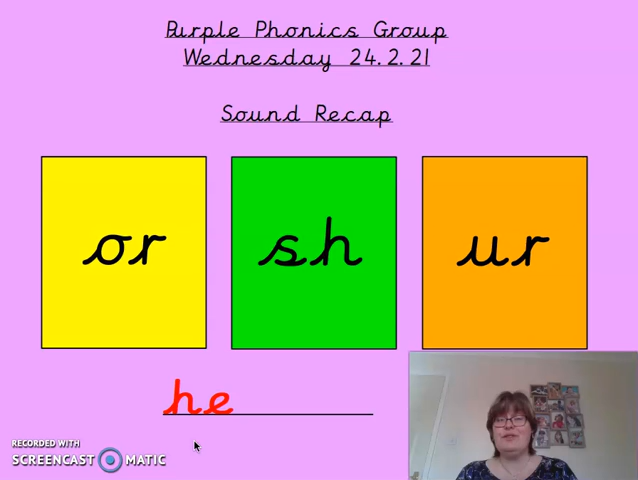 Purple Phonics Group
Wednesday 24.2.21
Sound Recap
or sh ur
he
RECORDED WITH
SCREENCAST MATIC